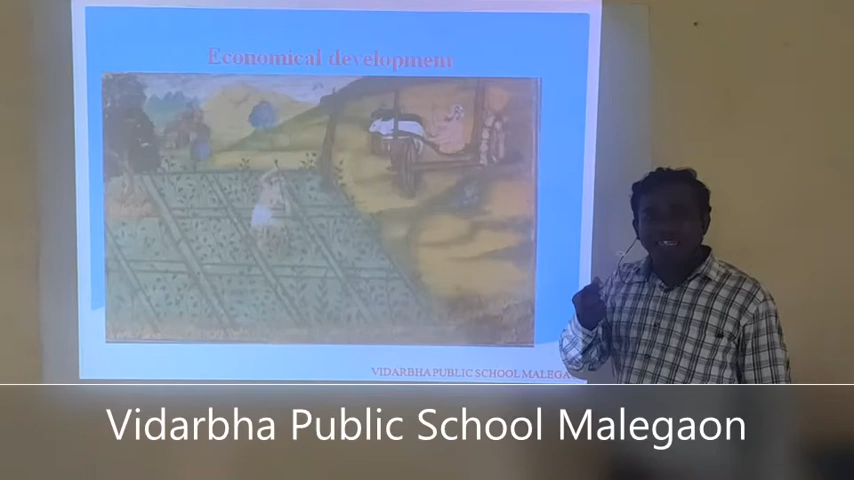 Economical development
VIDARBHA PUBLIC SCHOOL MALEGA
Vidarbha Public School Malegaon